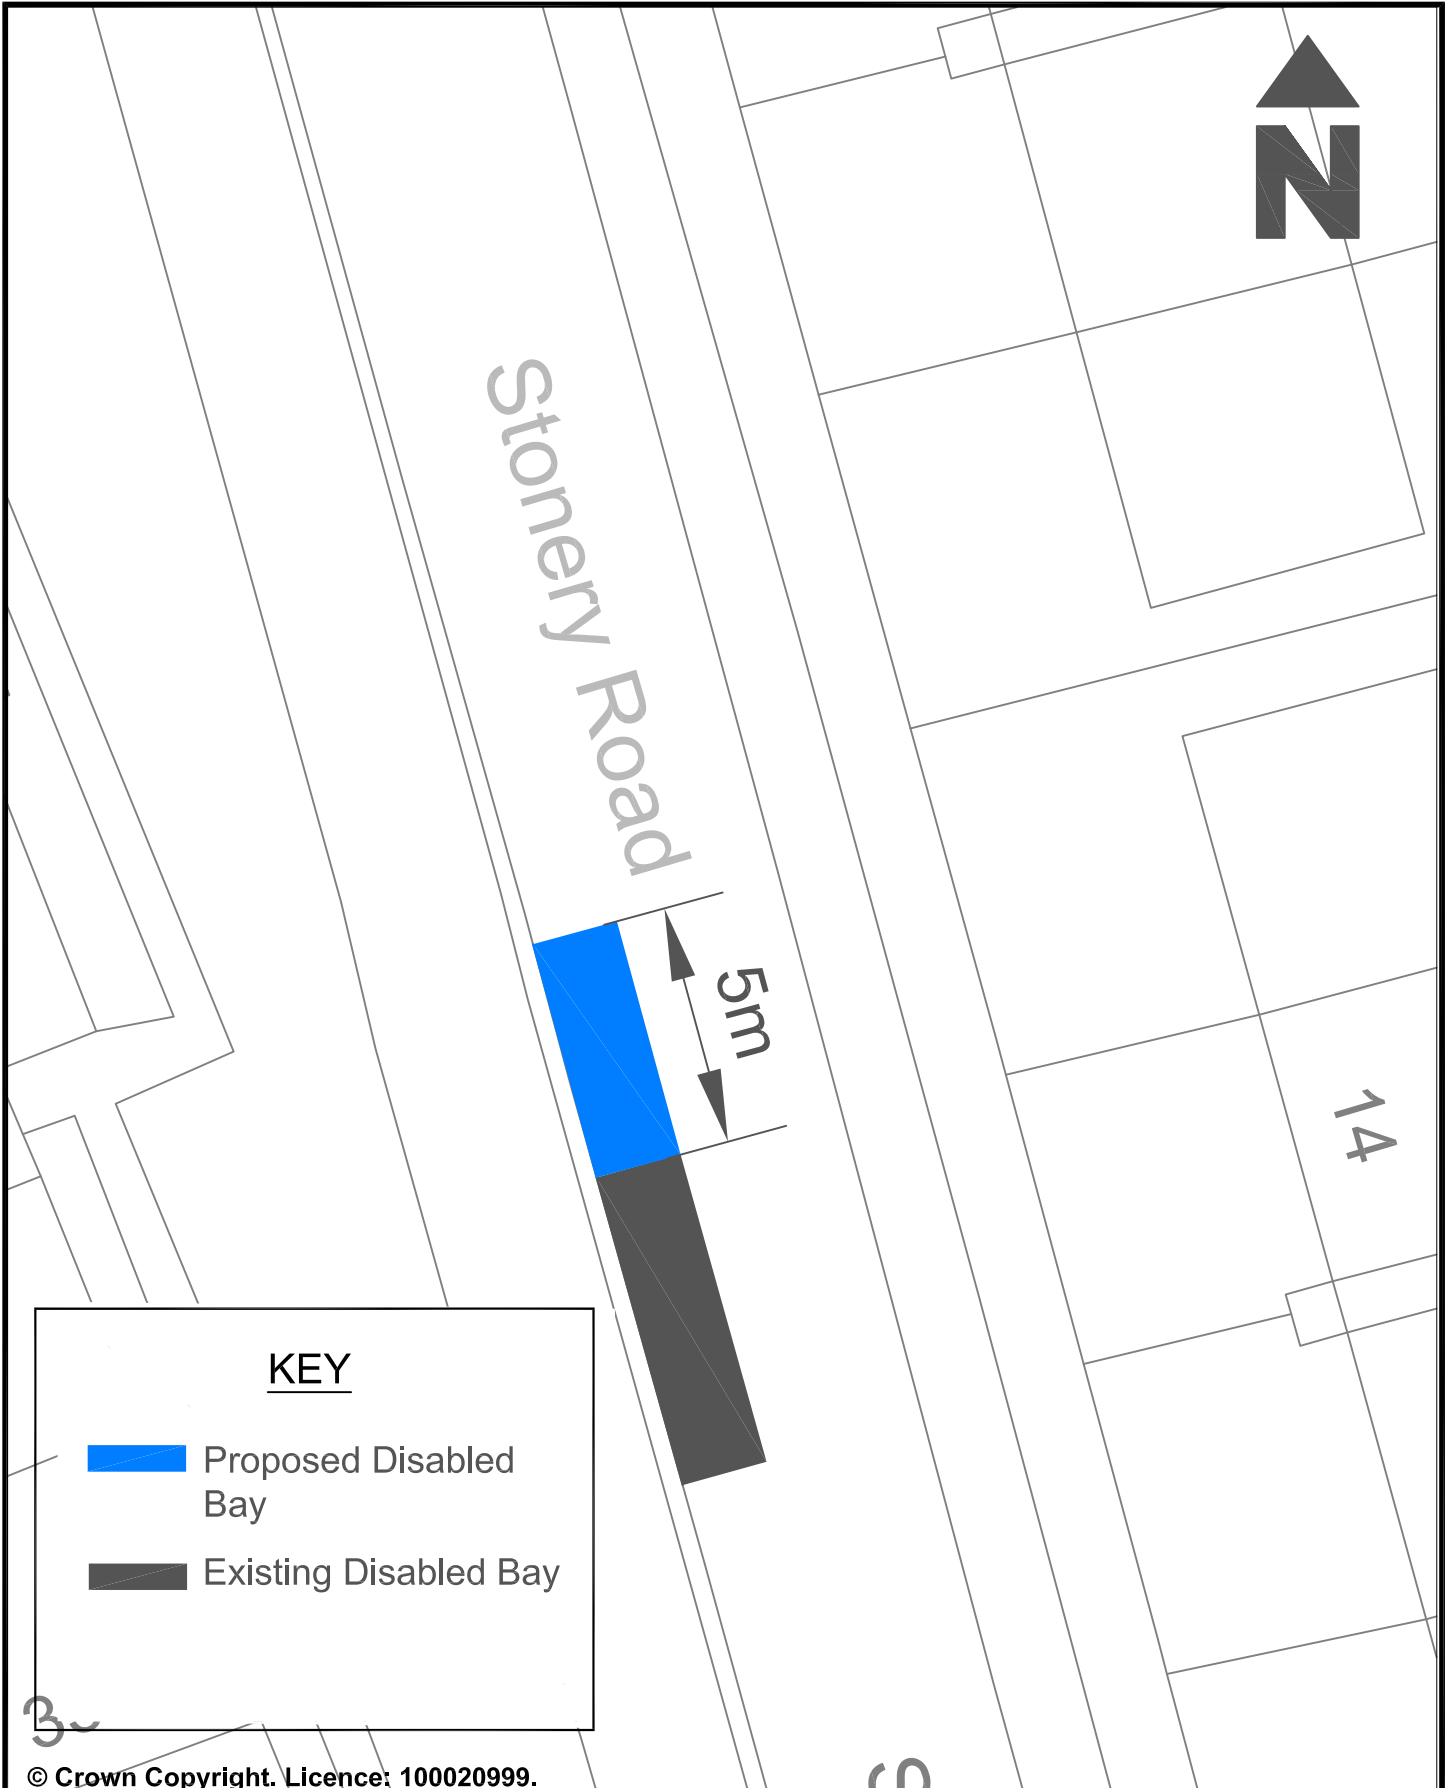 N
Stonery Road
5m
14
KEY
Proposed Disabled
Bay
Existing Disabled Bay
© Crown Copyright. Licence: 100020999.